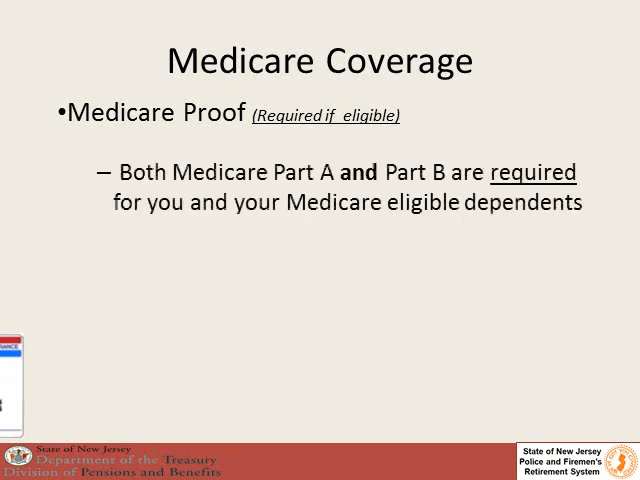 Medicare Coverage
•Medicare Proof (Required if eligible)
– Both Medicare Part A and Part B are required
for you and your Medicare eligible dependents
State of New Jersey
Department of the Treasury
Division of Pensions and Benefits
State of New Jersey
Police and Firemen's
Retirement System